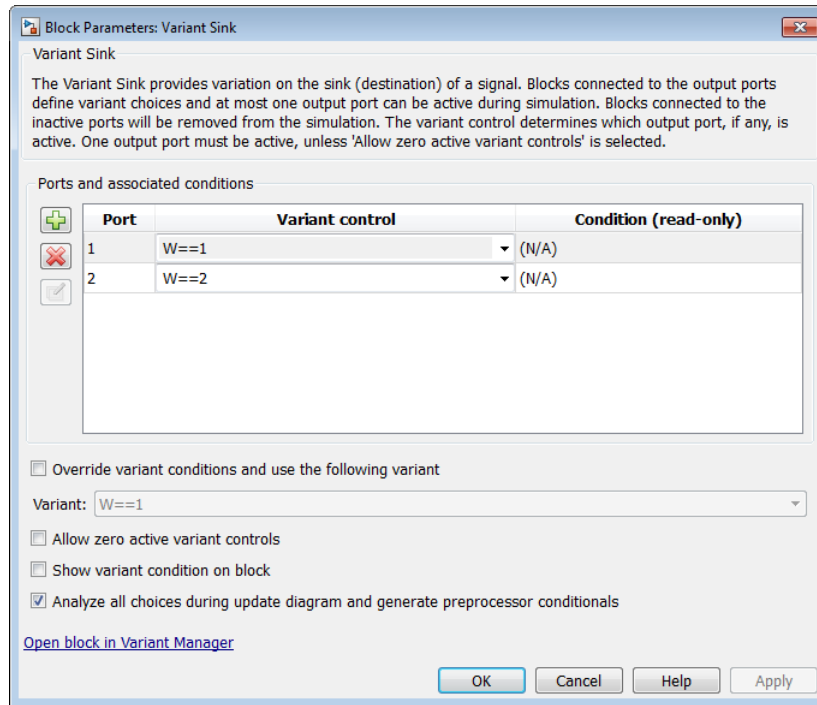 Block Parameters: Variant Sink
Variant Sink
The Variant Sink provides variation on the sink (destination) of a signal. Blocks connected to the output ports
define variant choices and at most one output port can be active during simulation. Blocks connected to the
inactive ports will be removed from the simulation. The variant control determines which output port, if any, is
active. One output port must be active, unless 'Allow zero active variant controls' is selected.
Ports and associated conditions
Port Variant control Condition (read-only)
1 W==1 (N/A)
2 W==2 (N/A)
Override variant conditions and use the following variant
Variant: W==1
Allow zero active variant controls
Show variant condition on block
Analyze all choices during update diagram and generate preprocessor conditionals
Open block in Variant Manager
OK Cancel Help Apply